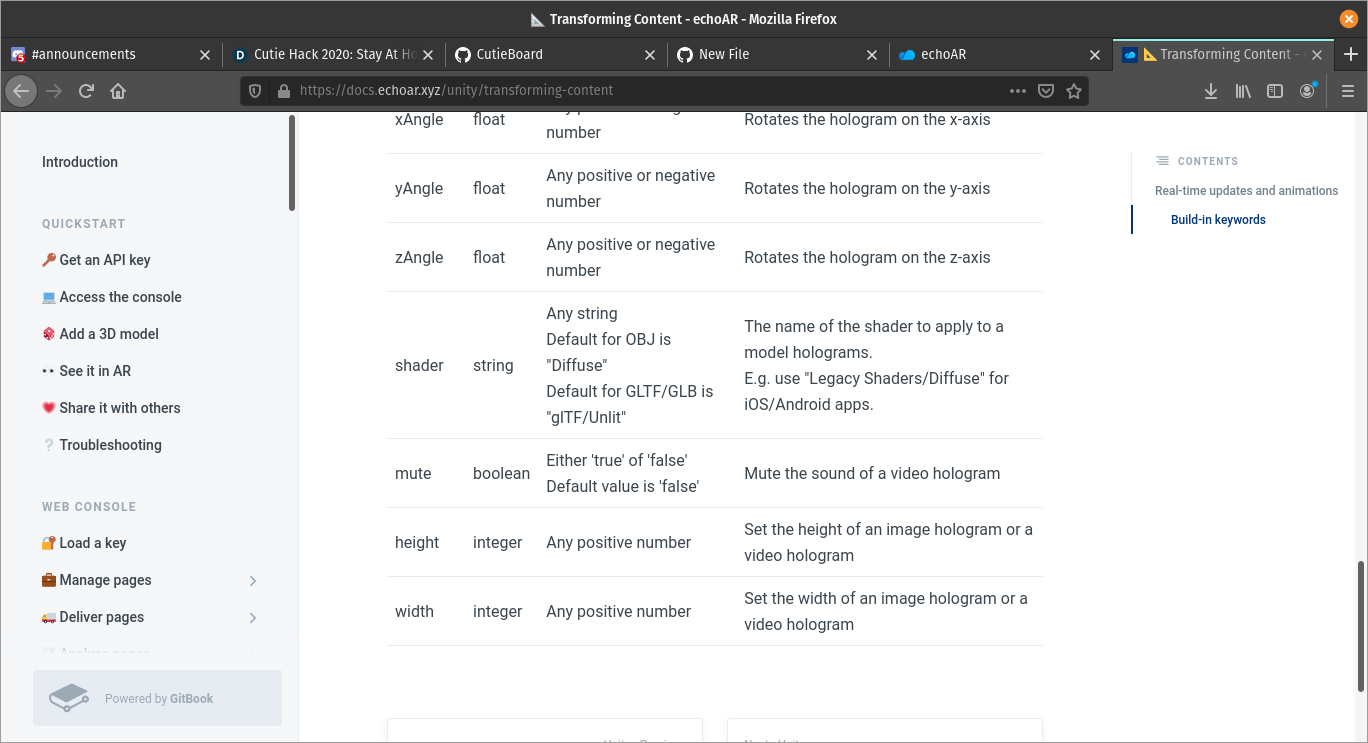 Transforming Content - echoAR - Mozilla Firefox
#announcements
Cutie Hack 2020: Stay At Ho
CutieBoard
New File
echoAR
Transforming Content -
https://docs.echoar.xyz/unity/transforming-content
Introduction
QUICKSTART
Get an API key
Access the console
Add a 3D model
See it in AR
Share it with others
Troubleshooting
WEB CONSOLE
Load a key
Manage pages
Deliver pages
Powered by GitBook
xAngle float number Rotates the hologram on the x-axis
yAngle float Any positive or negative Rotates the hologram on the y-axis
number
zAngle float Any positive or negative Rotates the hologram on the z-axis
number
shader string Any string
Default for OBJ is
"Diffuse"
Default for GLTF/GLB is
"glTF/Unlit"
The name of the shader to apply to a
model holograms.
E.g. use "Legacy Shaders/Diffuse" for
iOS/Android apps.
mute boolean Either 'true' of 'false'
Default value is 'false'
Mute the sound of a video hologram
height integer Any positive number Set the height of an image hologram or a
video hologram
width integer Any positive number Set the width of an image hologram or a
video hologram
CONTENTS
Real-time updates and animations
Build-in keywords